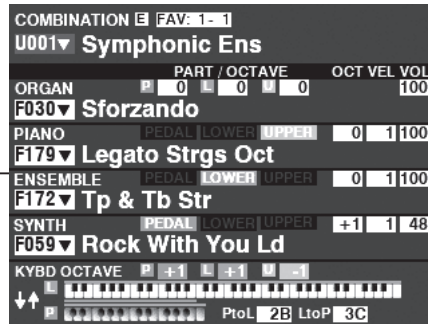 COMBINATION E FAV: 1- 1
U001▼ Symphonic Ens
PART / OCTAVE OCT VEL VOL
ORGAN P 0 L 0 U 0 100
F030▼ Sforzando
PIANO PEDAL LOWER UPPER 0 1 100
F179▼ Legato Strgs Oct
ENSEMBLE PEDAL LOWER UPPER 0 1 100
F172▼ Tp & Tb Str
SYNTH PEDAL LOWER UPPER +1 1 48
F059▼ Rock With You Ld
KYBD OCTAVE P +1 L +1 U -1
L
P PtoL 2B LtoP 3C